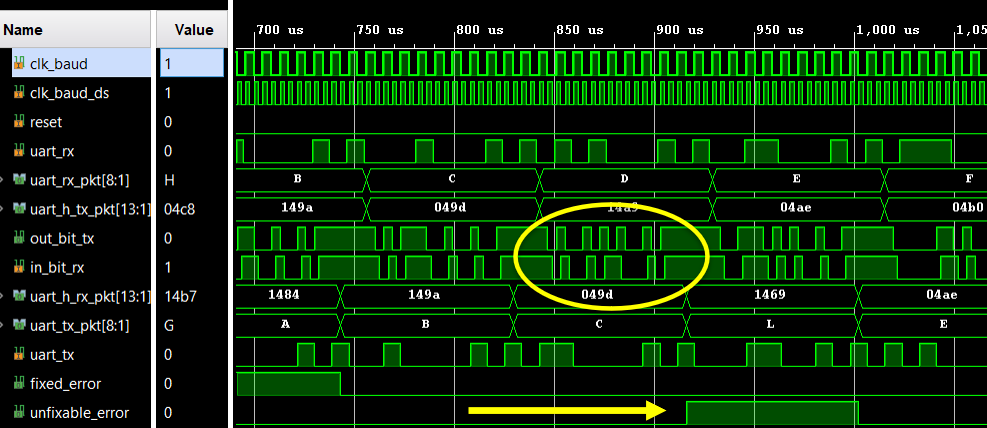 Name Value 700 us 750 us 800 us 850 us 900 us 950 us 1,000 us 1,05
clk_baud 1
clk_baud_ds 1
reset 0
uart_rx 0
uart_rx_pkt[8:1] H B C D E F
uart_h_tx_pkt[13:1] 04c8 149a 049d 14a9 04ae 04b0
out_bit_tx 0
in_bit_rx 1
uart_h_rx_pkt[13:1] 14b7 1484 149a 049d 1469 04ae
uart_tx_pkt[8:1] G A B C L E
uart_tx 0
fixed_error 0
unfixable_error 0